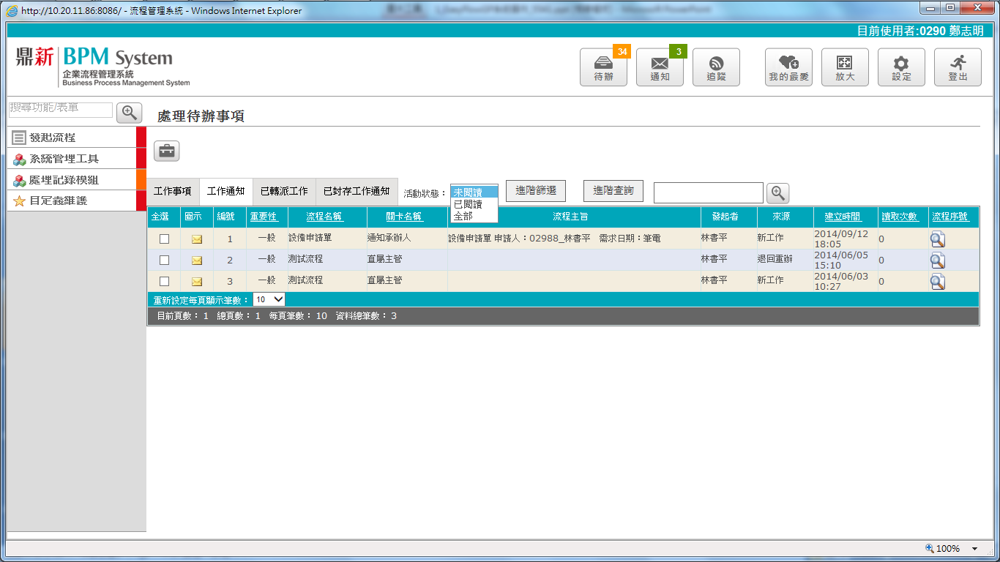 http://10.20.11.86:8086/ - 流程管理系統 - Windows Internet Explorer
目前使用者:0290 鄭志明
鼎新 BPM System
企業流程管理系統
Business Process Management System
34
待辦
3
通知
追蹤
我的最愛
放大
設定
登出
搜尋功能/表單
發起流程
系統管理工具
處理記錄模組
自定義維護
處理待辦事項
工作事項 工作通知 已轉派工作 已封存工作通知 活動狀態： 未閱讀 進階篩選 進階查詢
已閱讀
全部
全選 圖示 編號 重要性 流程名稱 關卡名稱 流程主旨 發起者 來源 建立時間 讀取次數 流程序號
1 一般 設備申請單 通知承辦人 設備申請單 申請人：02988_林書平 需求日期：筆電 林書平 新工作 2014/09/12 18:05 0
2 一般 測試流程 直屬主管 林書平 退回重辦 2014/06/05 15:10 0
3 一般 測試流程 直屬主管 林書平 新工作 2014/06/03 10:27 0
重新設定每頁顯示筆數： 10
目前頁數： 1 總頁數： 1 每頁筆數： 10 資料總筆數： 3
100%